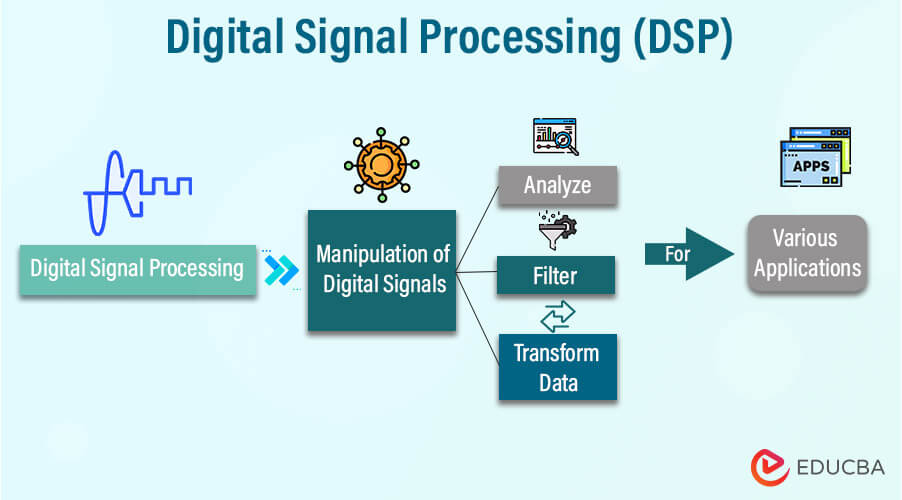 Digital Signal Processing (DSP)
Digital Signal Processing
Manipulation of
Digital Signals
Analyze
Filter
Transform
Data
For
APPS
Various
Applications
EDUCBA